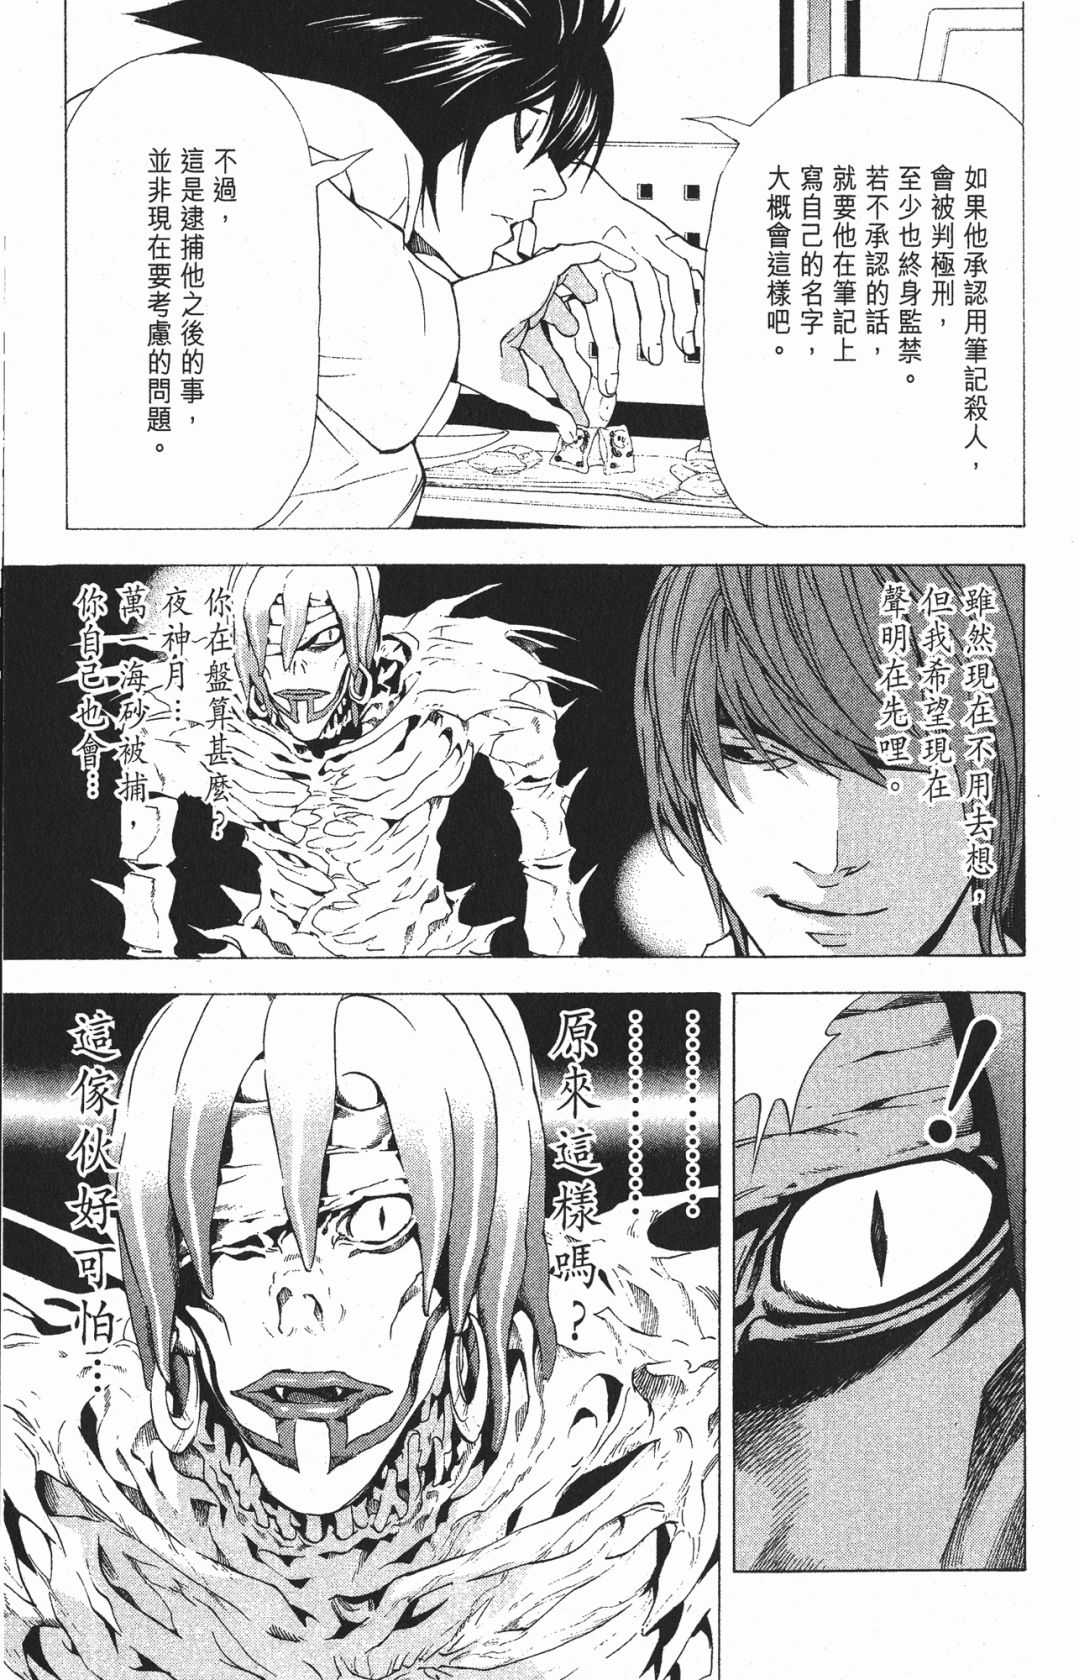 如果他承認用筆記殺人，
會被判極刑，
至少也終身監禁。
若不承認的話，
就要他在筆記上
寫自己的名字，
大概會這樣吧。
不過，
這是逮捕他之後的事，
並非現在要考慮的問題。
雖然現在不用去想，
但我希望現在
聲明在先哩。
你在盤算甚麼？
夜神月…
萬一海砂被捕，
你自己也會…
！
……………
……………
原來這樣嗎？
這傢伙好可怕…